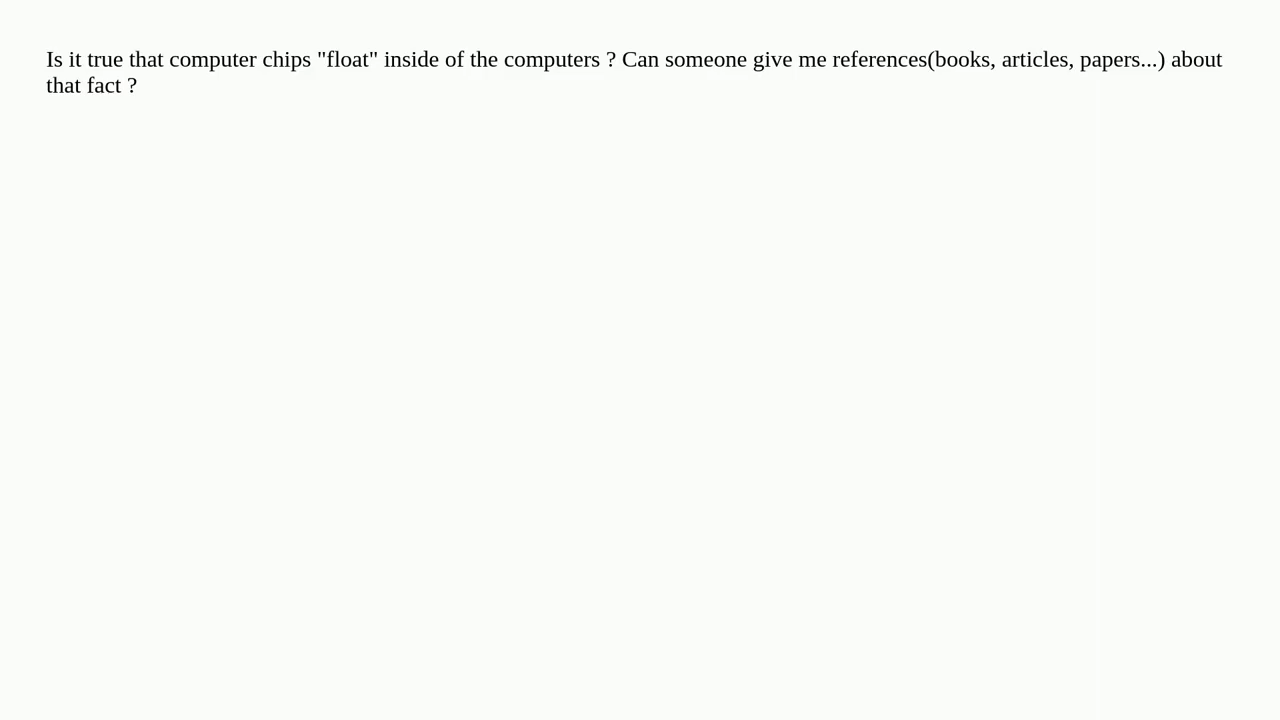 Is it true that computer chips "float" inside of the computers ? Can someone give me references(books, articles, papers...) about
that fact ?